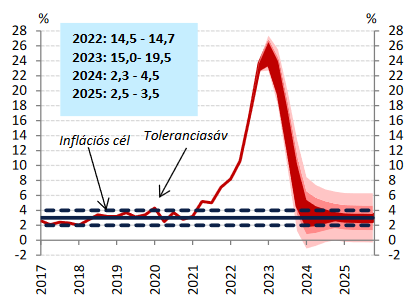 % %
2022: 14,5 - 14,7
2023: 15,0- 19,5
2024: 2,3 - 4,5
2025: 2,5 - 3,5
Inflációs cél
Toleranciasáv
28 28
26 26
24 24
22 22
20 20
18 18
16 16
14 14
12 12
10 10
8 8
6 6
4 4
2 2
0 0
-2 -2
2017 2018 2019 2020 2021 2022 2023 2024 2025